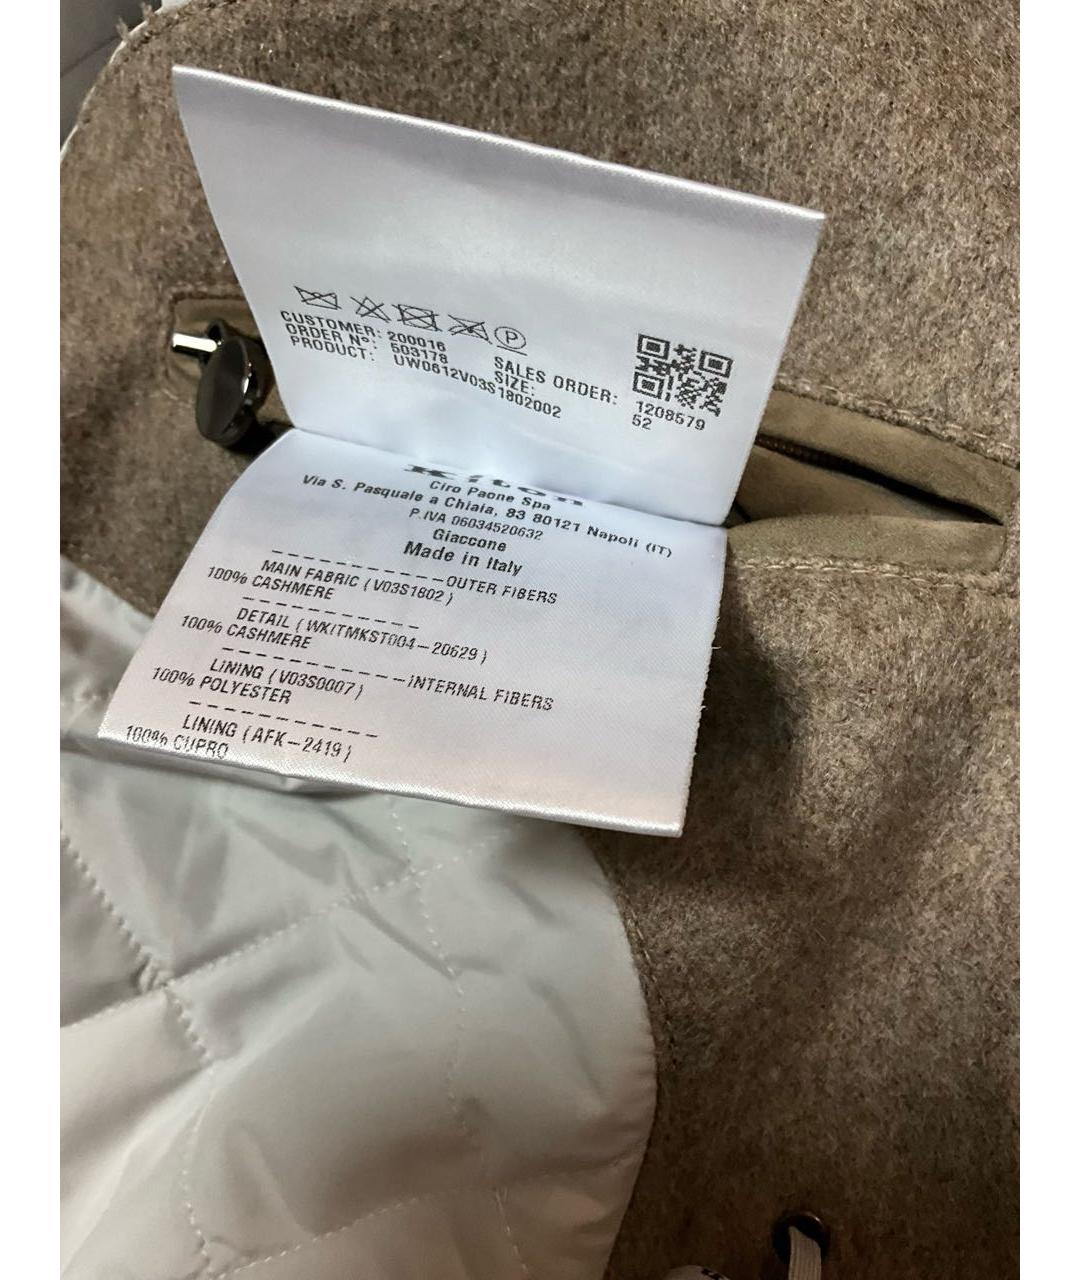 P
CUSTOMER: 200016
ORDER N°: 503178 SALES ORDER: 1208579
PRODUCT: UW0612V03S1802002 SIZE: 52
Kiton
Ciro Paone Spa
Via S. Pasquale a Chiaia, 83 80121 Napoli (IT)
P.IVA 06034520632
Giaccone
Made in Italy
----------OUTER FIBERS
MAIN FABRIC (V03S1802)
100% CASHMERE
----------
DETAIL (WKITMKST004-20629)
100% CASHMERE
----------INTERNAL FIBERS
LINING (V03S0007)
100% POLYESTER
----------
LINING (AFK-2419)
100% CUPRO